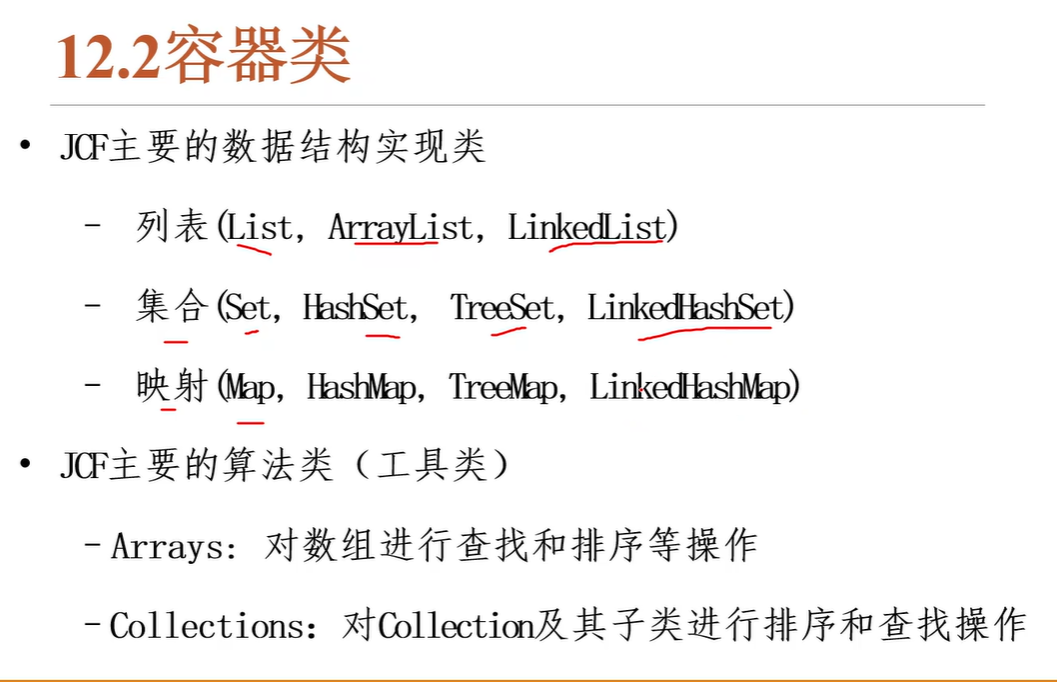 12.2容器类
• JCF主要的数据结构实现类
– 列表(List, ArrayList, LinkedList)
– 集合(Set, HashSet, TreeSet, LinkedHashSet)
– 映射(Map, HashMap, TreeMap, LinkedHashMap)
• JCF主要的算法类（工具类）
–Arrays: 对数组进行查找和排序等操作
–Collections：对Collection及其子类进行排序和查找操作